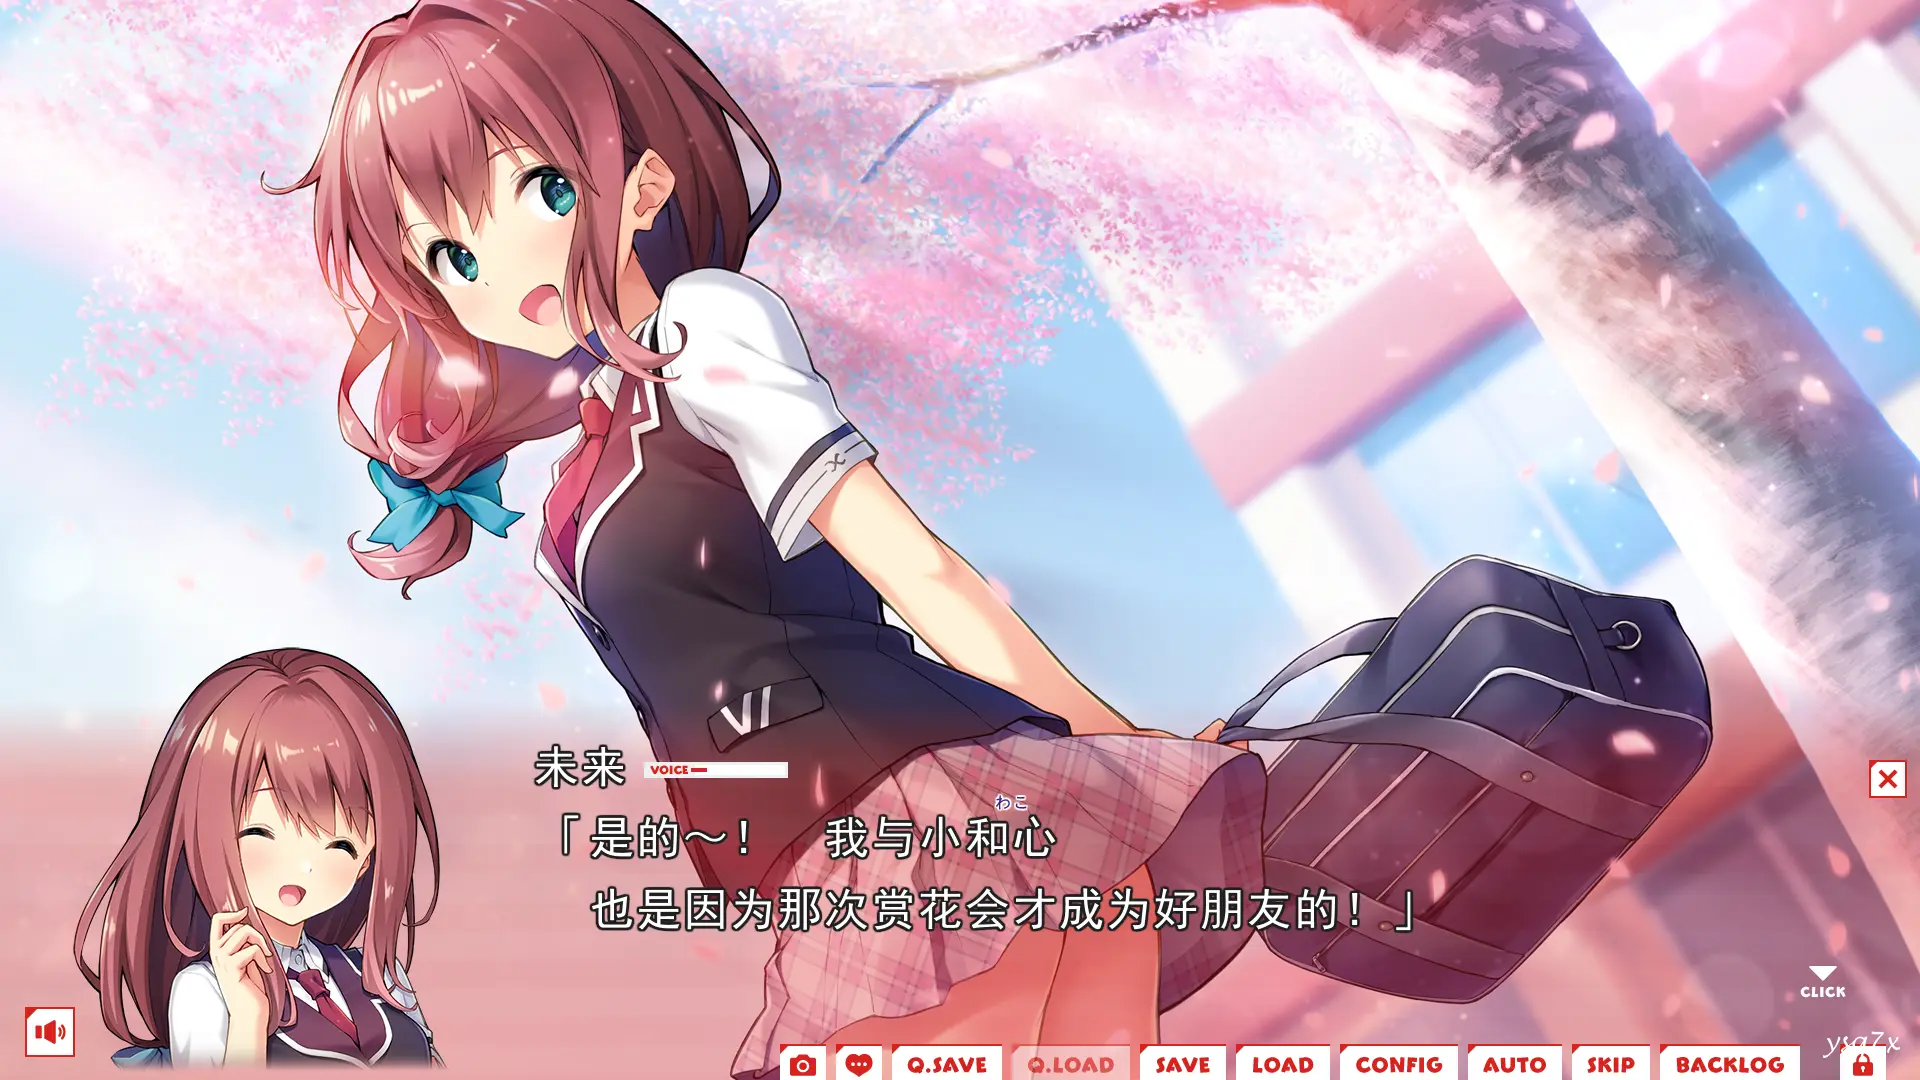 未来
VOICE
わこ
「是的～！　我与小和心
也是因为那次赏花会才成为好朋友的！」
CLICK
ysa7x
Q.SAVE
Q.LOAD
SAVE
LOAD
CONFIG
AUTO
SKIP
BACKLOG